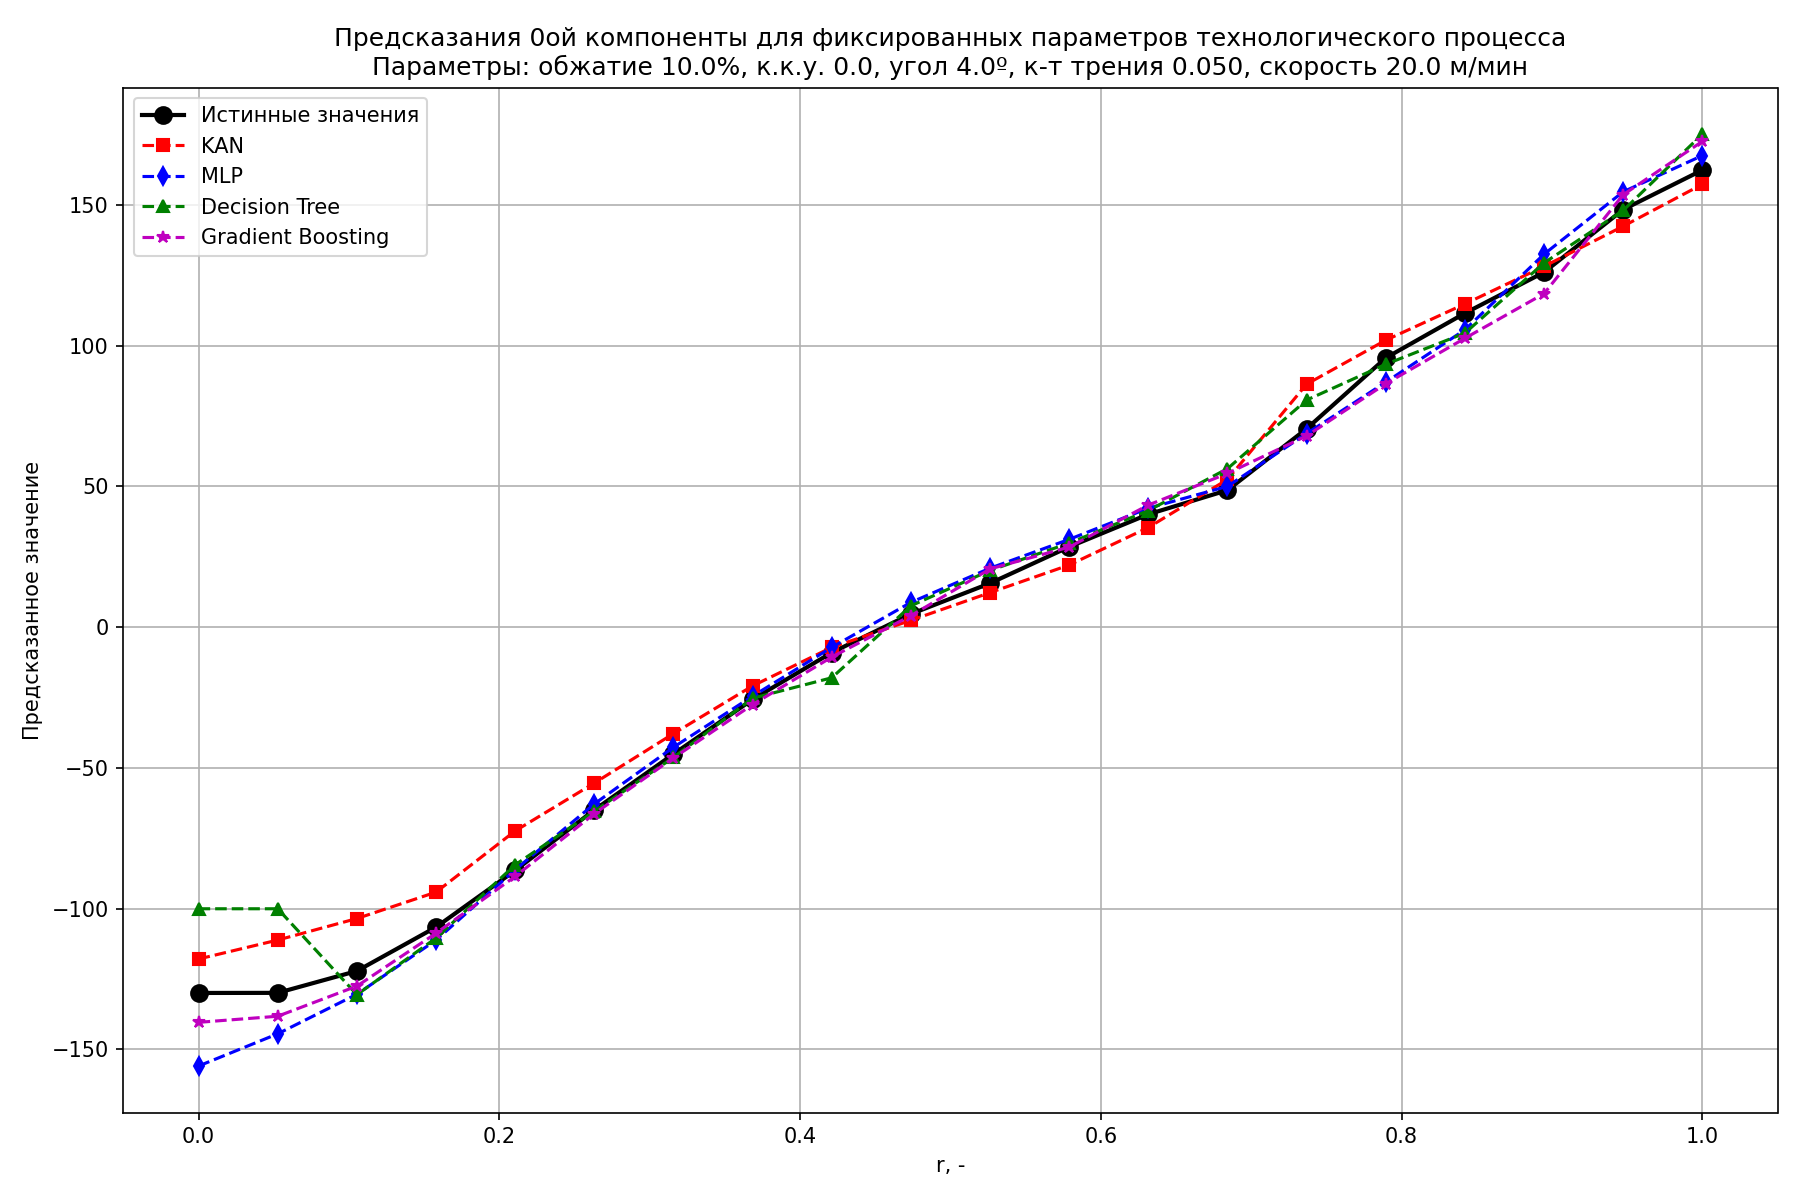 Предсказания 0ой компоненты для фиксированных параметров технологического процесса
Параметры: обжатие 10.0%, к.к.у. 0.0, угол 4.0º, к-т трения 0.050, скорость 20.0 м/мин
Истинные значения
KAN
MLP
Decision Tree
Gradient Boosting
Предсказанное значение
150
100
50
0
−50
−100
−150
0.0 0.2 0.4 0.6 0.8 1.0
r, -